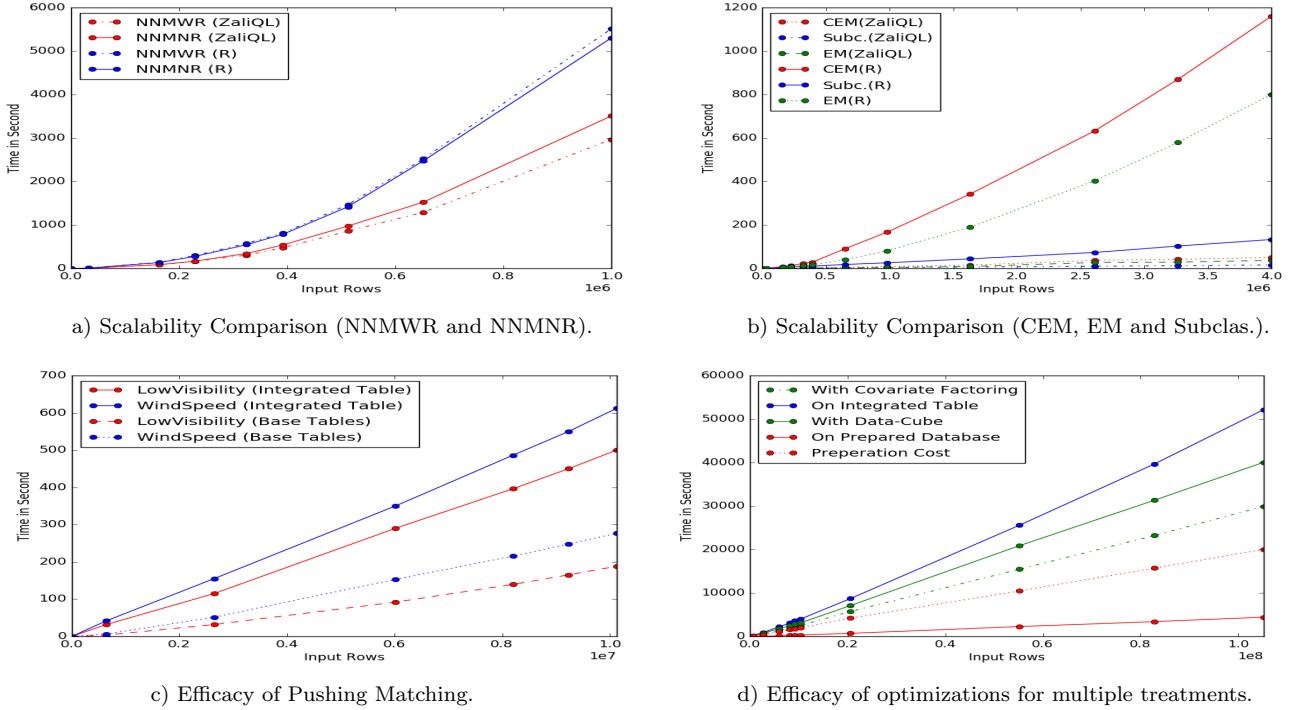 NNMWR (ZaliQL)
NNMNR (ZaliQL)
NNMWR (R)
NNMNR (R)
Time in Second
6000
5000
4000
3000
2000
1000
0
0.0
0.2
0.4
0.6
0.8
1.0
1e6
Input Rows
a) Scalability Comparison (NNMWR and NNMNR).
CEM(ZaliQL)
Subc.(ZaliQL)
EM(ZaliQL)
CEM(R)
Subc.(R)
EM(R)
Time in Second
1200
1000
800
600
400
200
0
0.0
0.5
1.0
1.5
2.0
2.5
3.0
3.5
4.0
1e6
Input Rows
b) Scalability Comparison (CEM, EM and Subclas.).
LowVisibility (Integrated Table)
WindSpeed (Integrated Table)
LowVisibility (Base Tables)
WindSpeed (Base Tables)
Time in Second
700
600
500
400
300
200
100
0
0.0
0.2
0.4
0.6
0.8
1.0
1e7
Input Rows
c) Efficacy of Pushing Matching.
With Covariate Factoring
On Integrated Table
With Data-Cube
On Prepared Database
Preperation Cost
Time in Second
60000
50000
40000
30000
20000
10000
0
0.0
0.2
0.4
0.6
0.8
1.0
1e8
Input Rows
d) Efficacy of optimizations for multiple treatments.